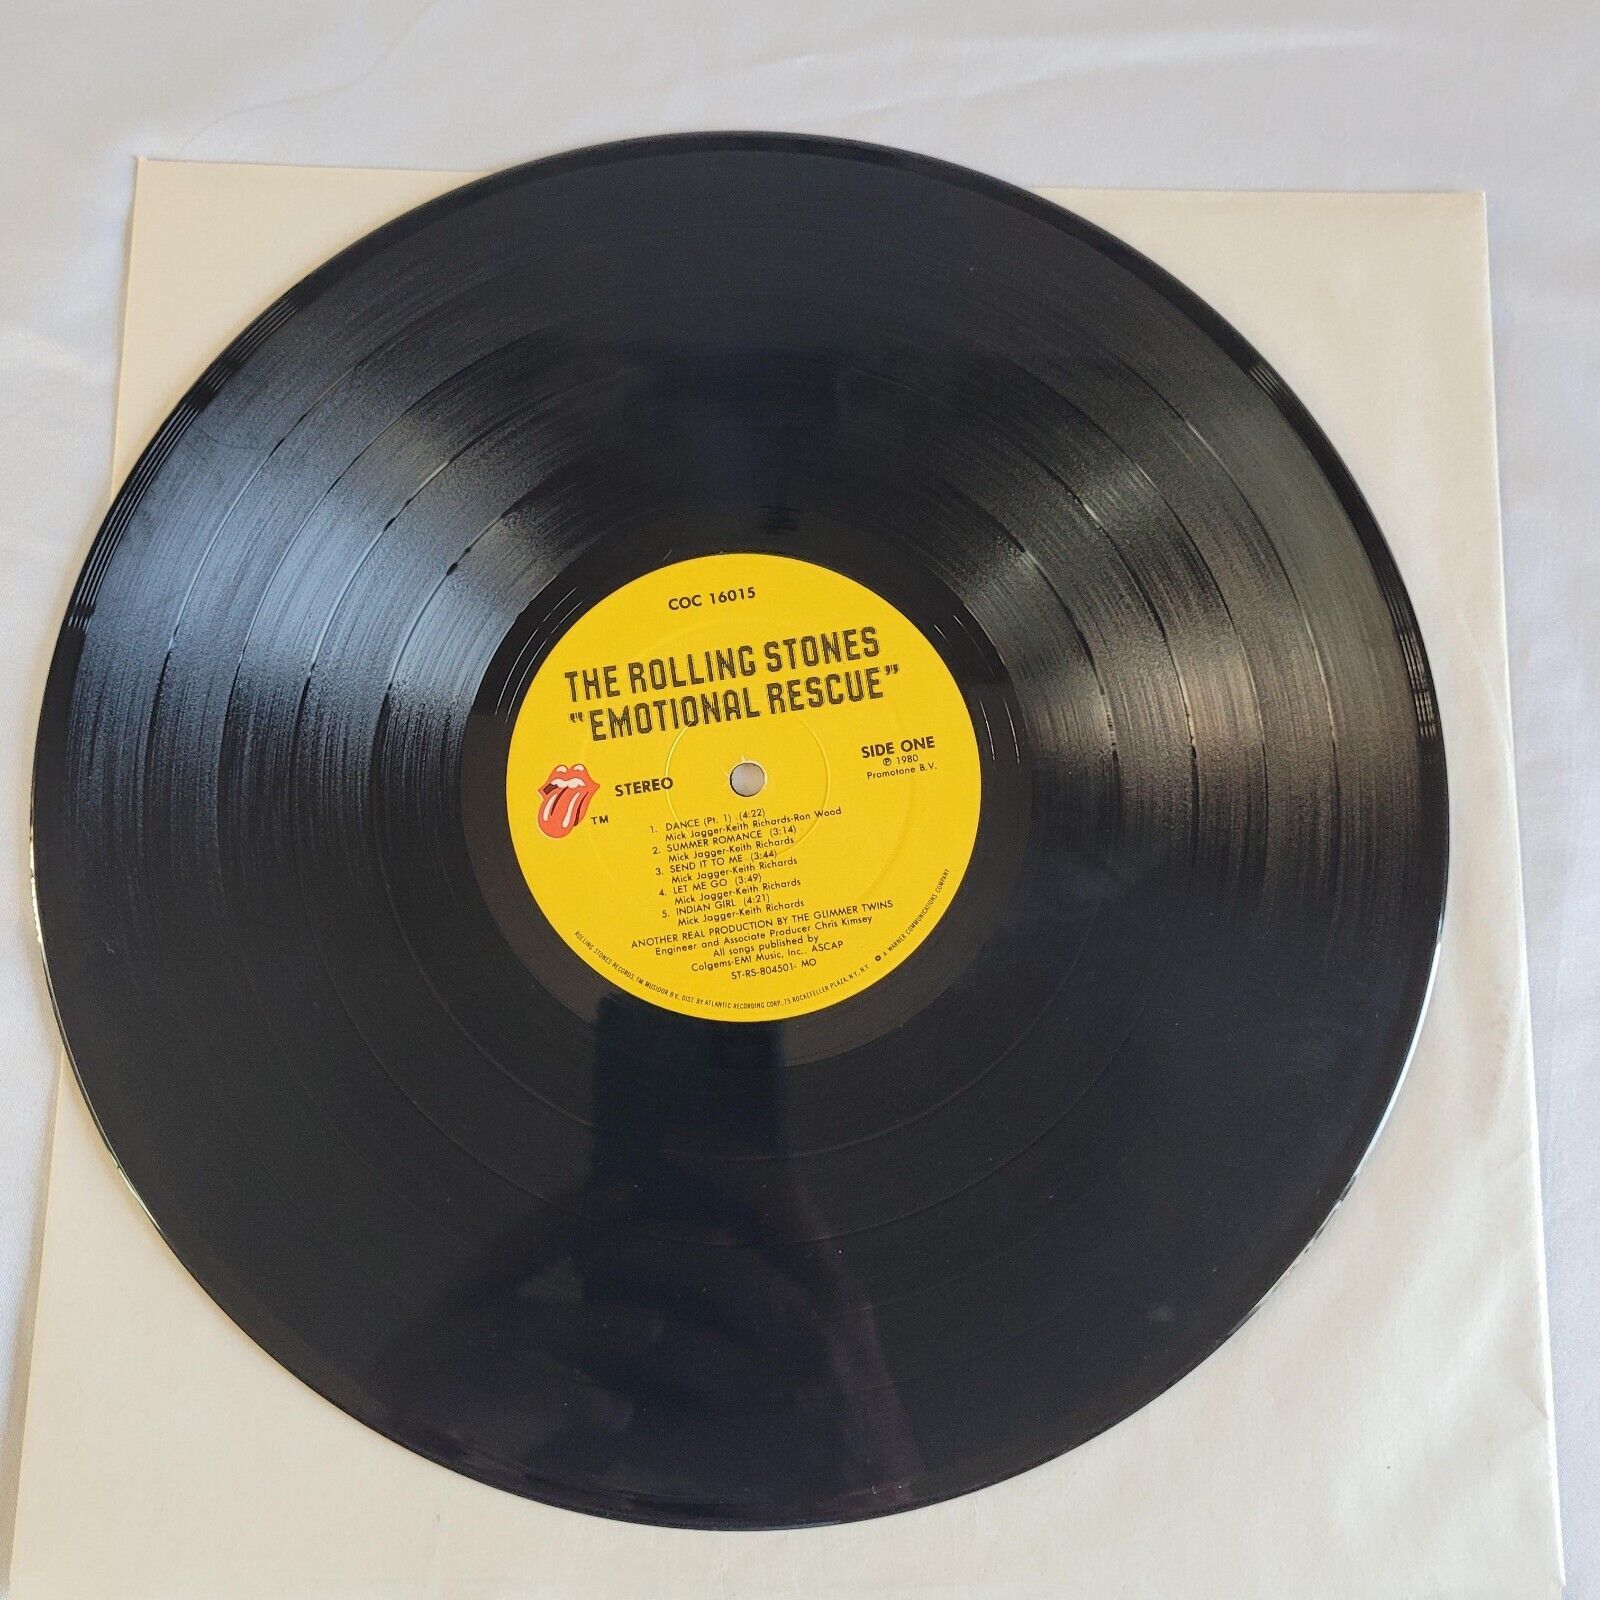 COC 16015
THE ROLLING STONES
"EMOTIONAL RESCUE"
SIDE ONE
℗ 1980
Promotone B.V.
STEREO
TM
1. DANCE (Pt. 1) (4:22)
Mick Jagger-Keith Richards-Ron Wood
2. SUMMER ROMANCE (3:14)
Mick Jagger-Keith Richards
3. SEND IT TO ME (3:44)
Mick Jagger-Keith Richards
4. LET ME GO (3:49)
Mick Jagger-Keith Richards
5. INDIAN GIRL (4:21)
Mick Jagger-Keith Richards
ANOTHER REAL PRODUCTION BY THE GLIMMER TWINS
Engineer and Associate Producer Chris Kimsey
All songs published by
Colgems-EMI Music, Inc., ASCAP
ST-RS-804501- MO
ROLLING STONES RECORDS, TM MUSIDOR B.V., DIST. BY ATLANTIC RECORDING CORP., 75 ROCKEFELLER PLAZA, N.Y., N.Y. A WARNER COMMUNICATIONS COMPANY